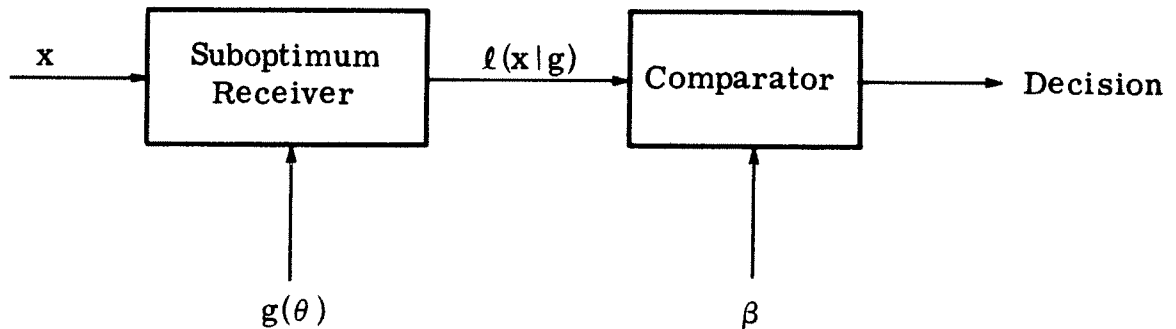 x
Suboptimum
Receiver
ℓ(x|g)
Comparator
Decision
g(θ)
β